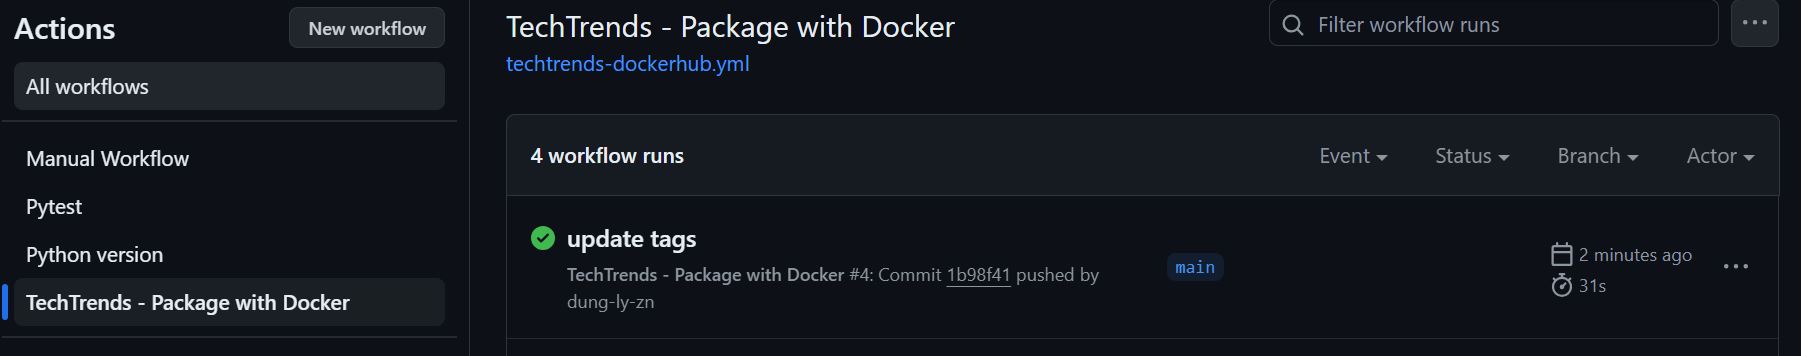 Actions
New workflow
All workflows
Manual Workflow
Pytest
Python version
TechTrends - Package with Docker
TechTrends - Package with Docker
techtrends-dockerhub.yml
Filter workflow runs
4 workflow runs
Event
Status
Branch
Actor
update tags
TechTrends - Package with Docker #4: Commit 1b98f41 pushed by
dung-ly-zn
main
2 minutes ago
31s